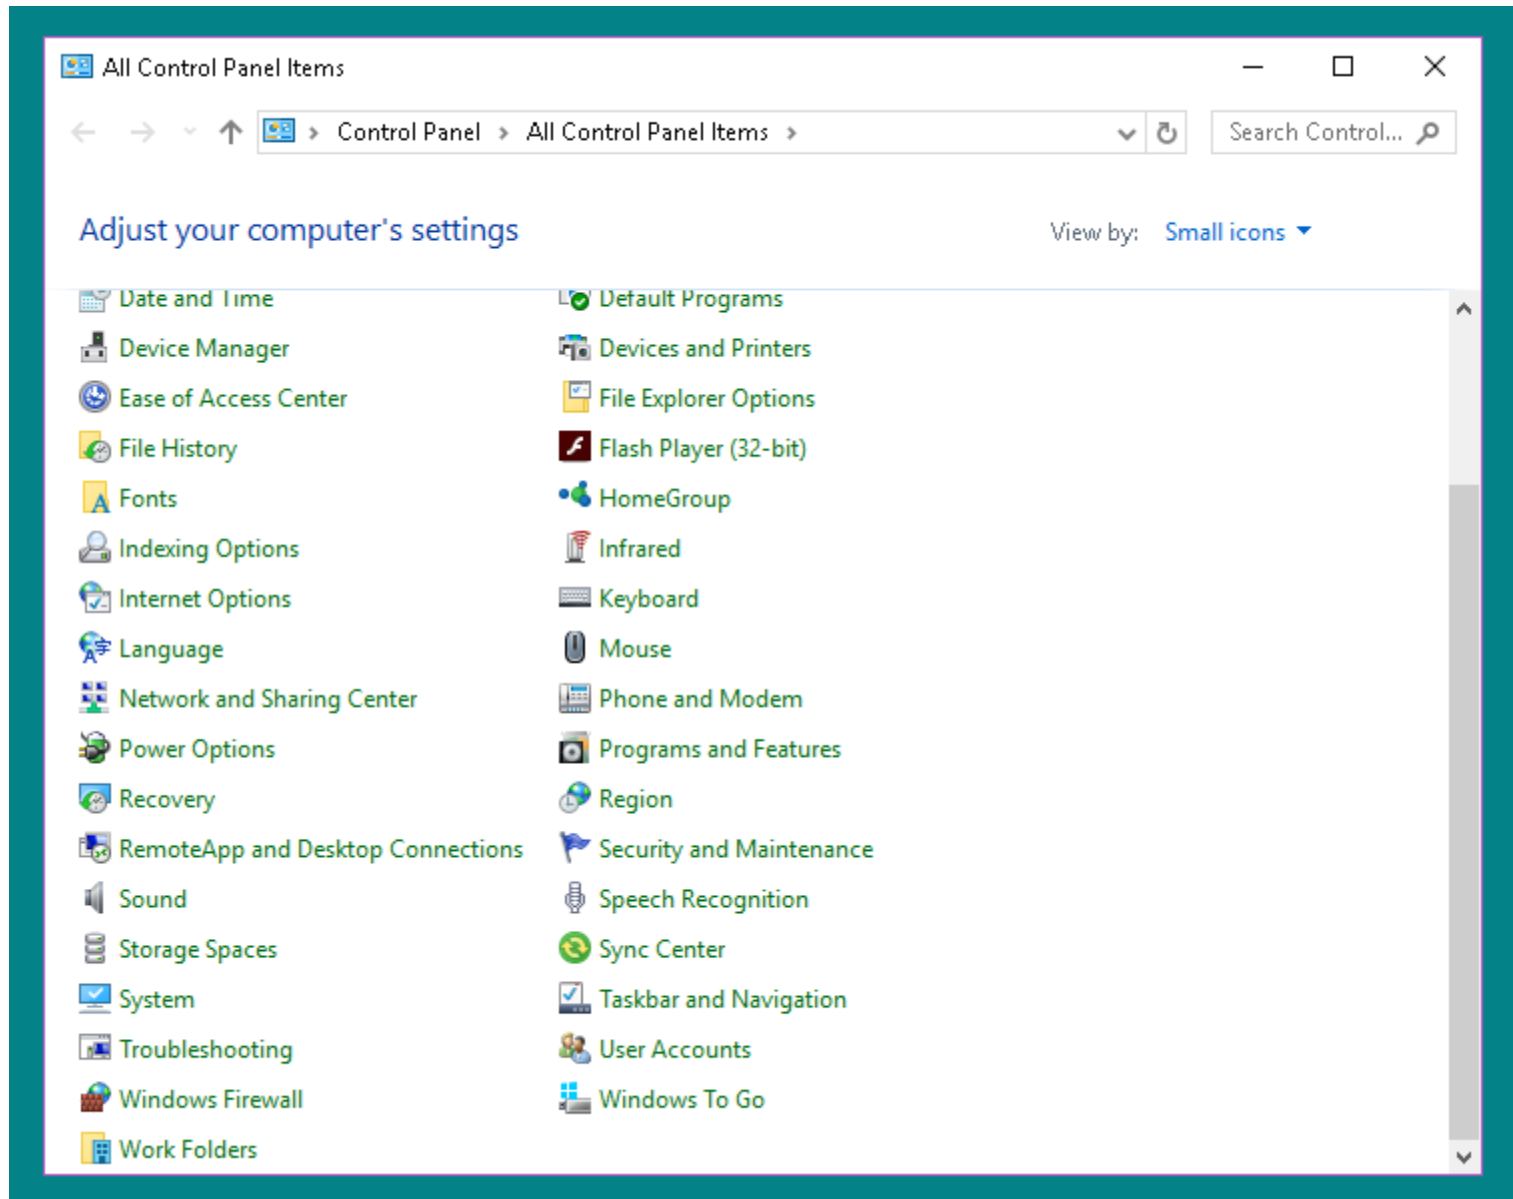 All Control Panel Items
Control Panel > All Control Panel Items >
Search Control...
Adjust your computer's settings
View by: Small icons
Date and Time
Default Programs
Device Manager
Devices and Printers
Ease of Access Center
File Explorer Options
File History
Flash Player (32-bit)
Fonts
HomeGroup
Indexing Options
Infrared
Internet Options
Keyboard
Language
Mouse
Network and Sharing Center
Phone and Modem
Power Options
Programs and Features
Recovery
Region
RemoteApp and Desktop Connections
Security and Maintenance
Sound
Speech Recognition
Storage Spaces
Sync Center
System
Taskbar and Navigation
Troubleshooting
User Accounts
Windows Firewall
Windows To Go
Work Folders